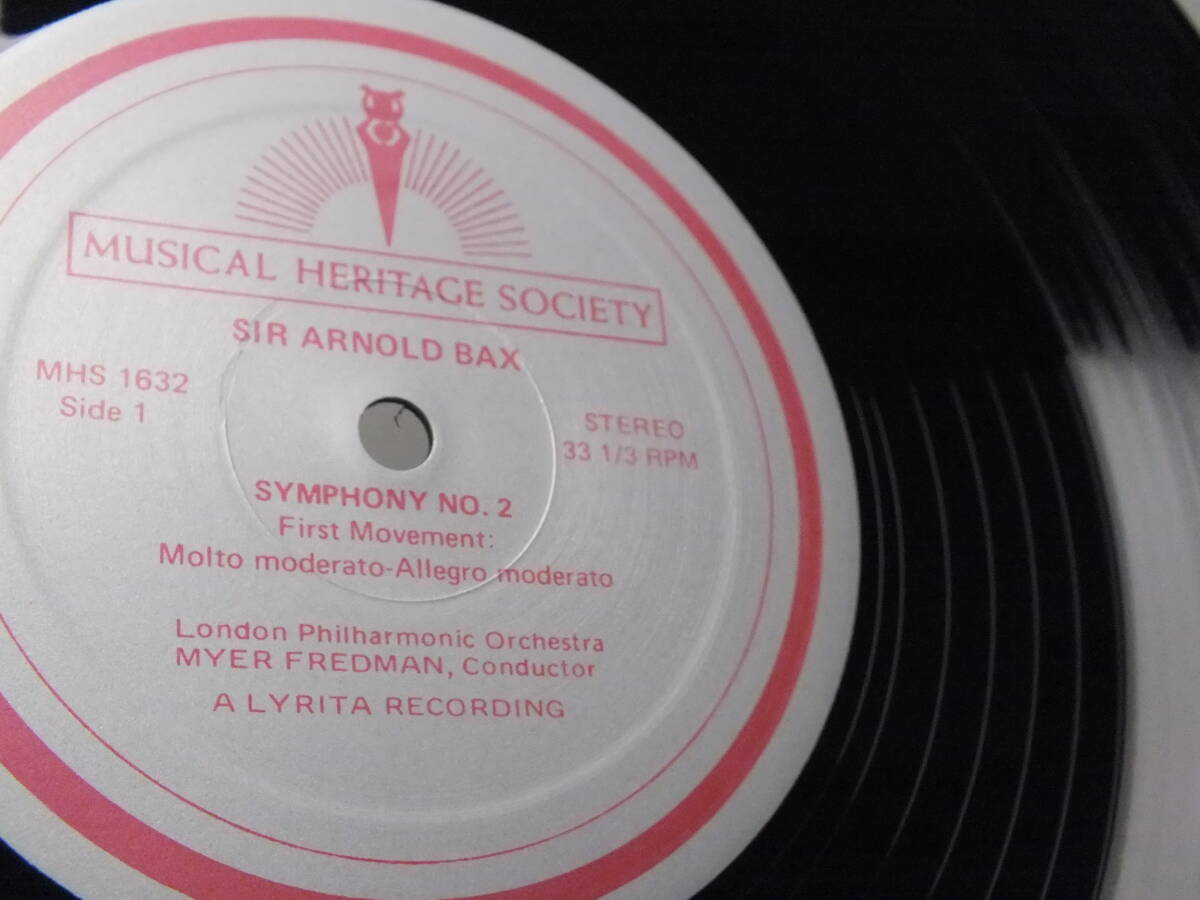 MUSICAL HERITAGE SOCIETY
SIR ARNOLD BAX
MHS 1632
Side 1
STEREO
33 1/3 RPM
SYMPHONY NO. 2
First Movement:
Molto moderato-Allegro moderato
London Philharmonic Orchestra
MYER FREDMAN, Conductor
A LYRITA RECORDING